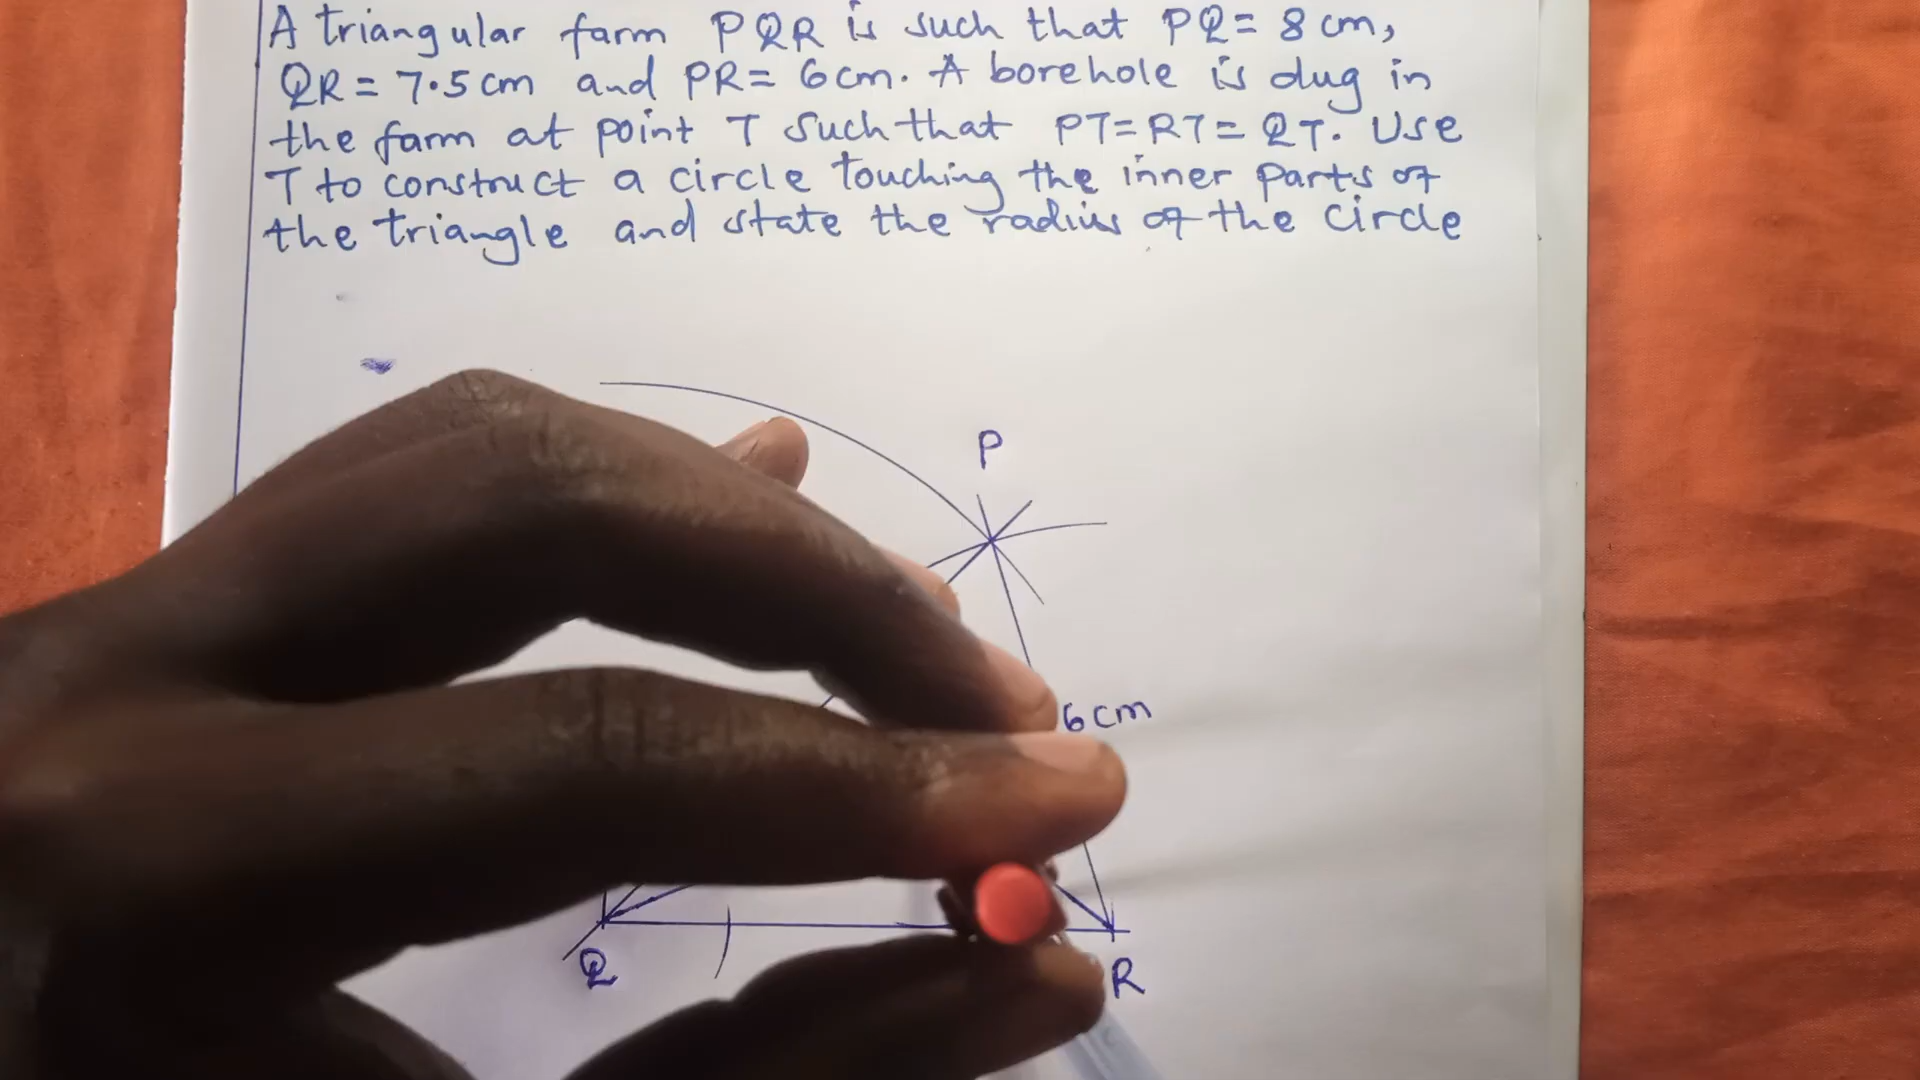 A triangular farm PQR is such that PQ = 8 cm,
QR = 7.5 cm and PR = 6 cm. A borehole is dug in
the farm at point T such that PT = RT = QT. Use
T to construct a circle touching the inner parts of
the triangle and state the radius of the circle
P
6 cm
Q
R